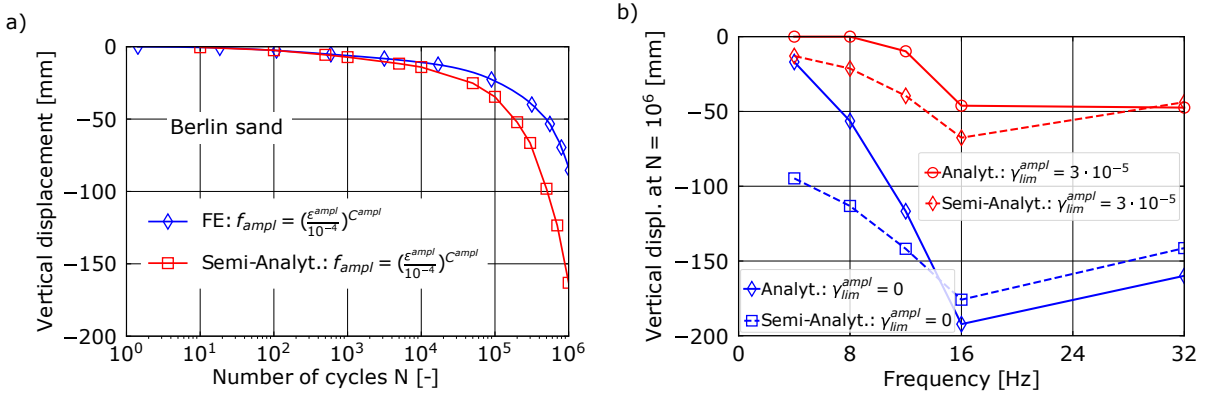 a)
Vertical displacement [mm]
0
−50
−100
−150
−200
Berlin sand
FE: f_ampl = (ε^ampl / 10^−4)^C^ampl
Semi-Analyt.: f_ampl = (ε^ampl / 10^−4)^C^ampl
10^0 10^1 10^2 10^3 10^4 10^5 10^6
Number of cycles N [-]
b)
Vertical displ. at N = 10^6 [mm]
0
−50
−100
−150
−200
Analyt.: γ_lim^ampl = 3 · 10^−5
Semi-Analyt.: γ_lim^ampl = 3 · 10^−5
Analyt.: γ_lim^ampl = 0
Semi-Analyt.: γ_lim^ampl = 0
0 8 16 24 32
Frequency [Hz]